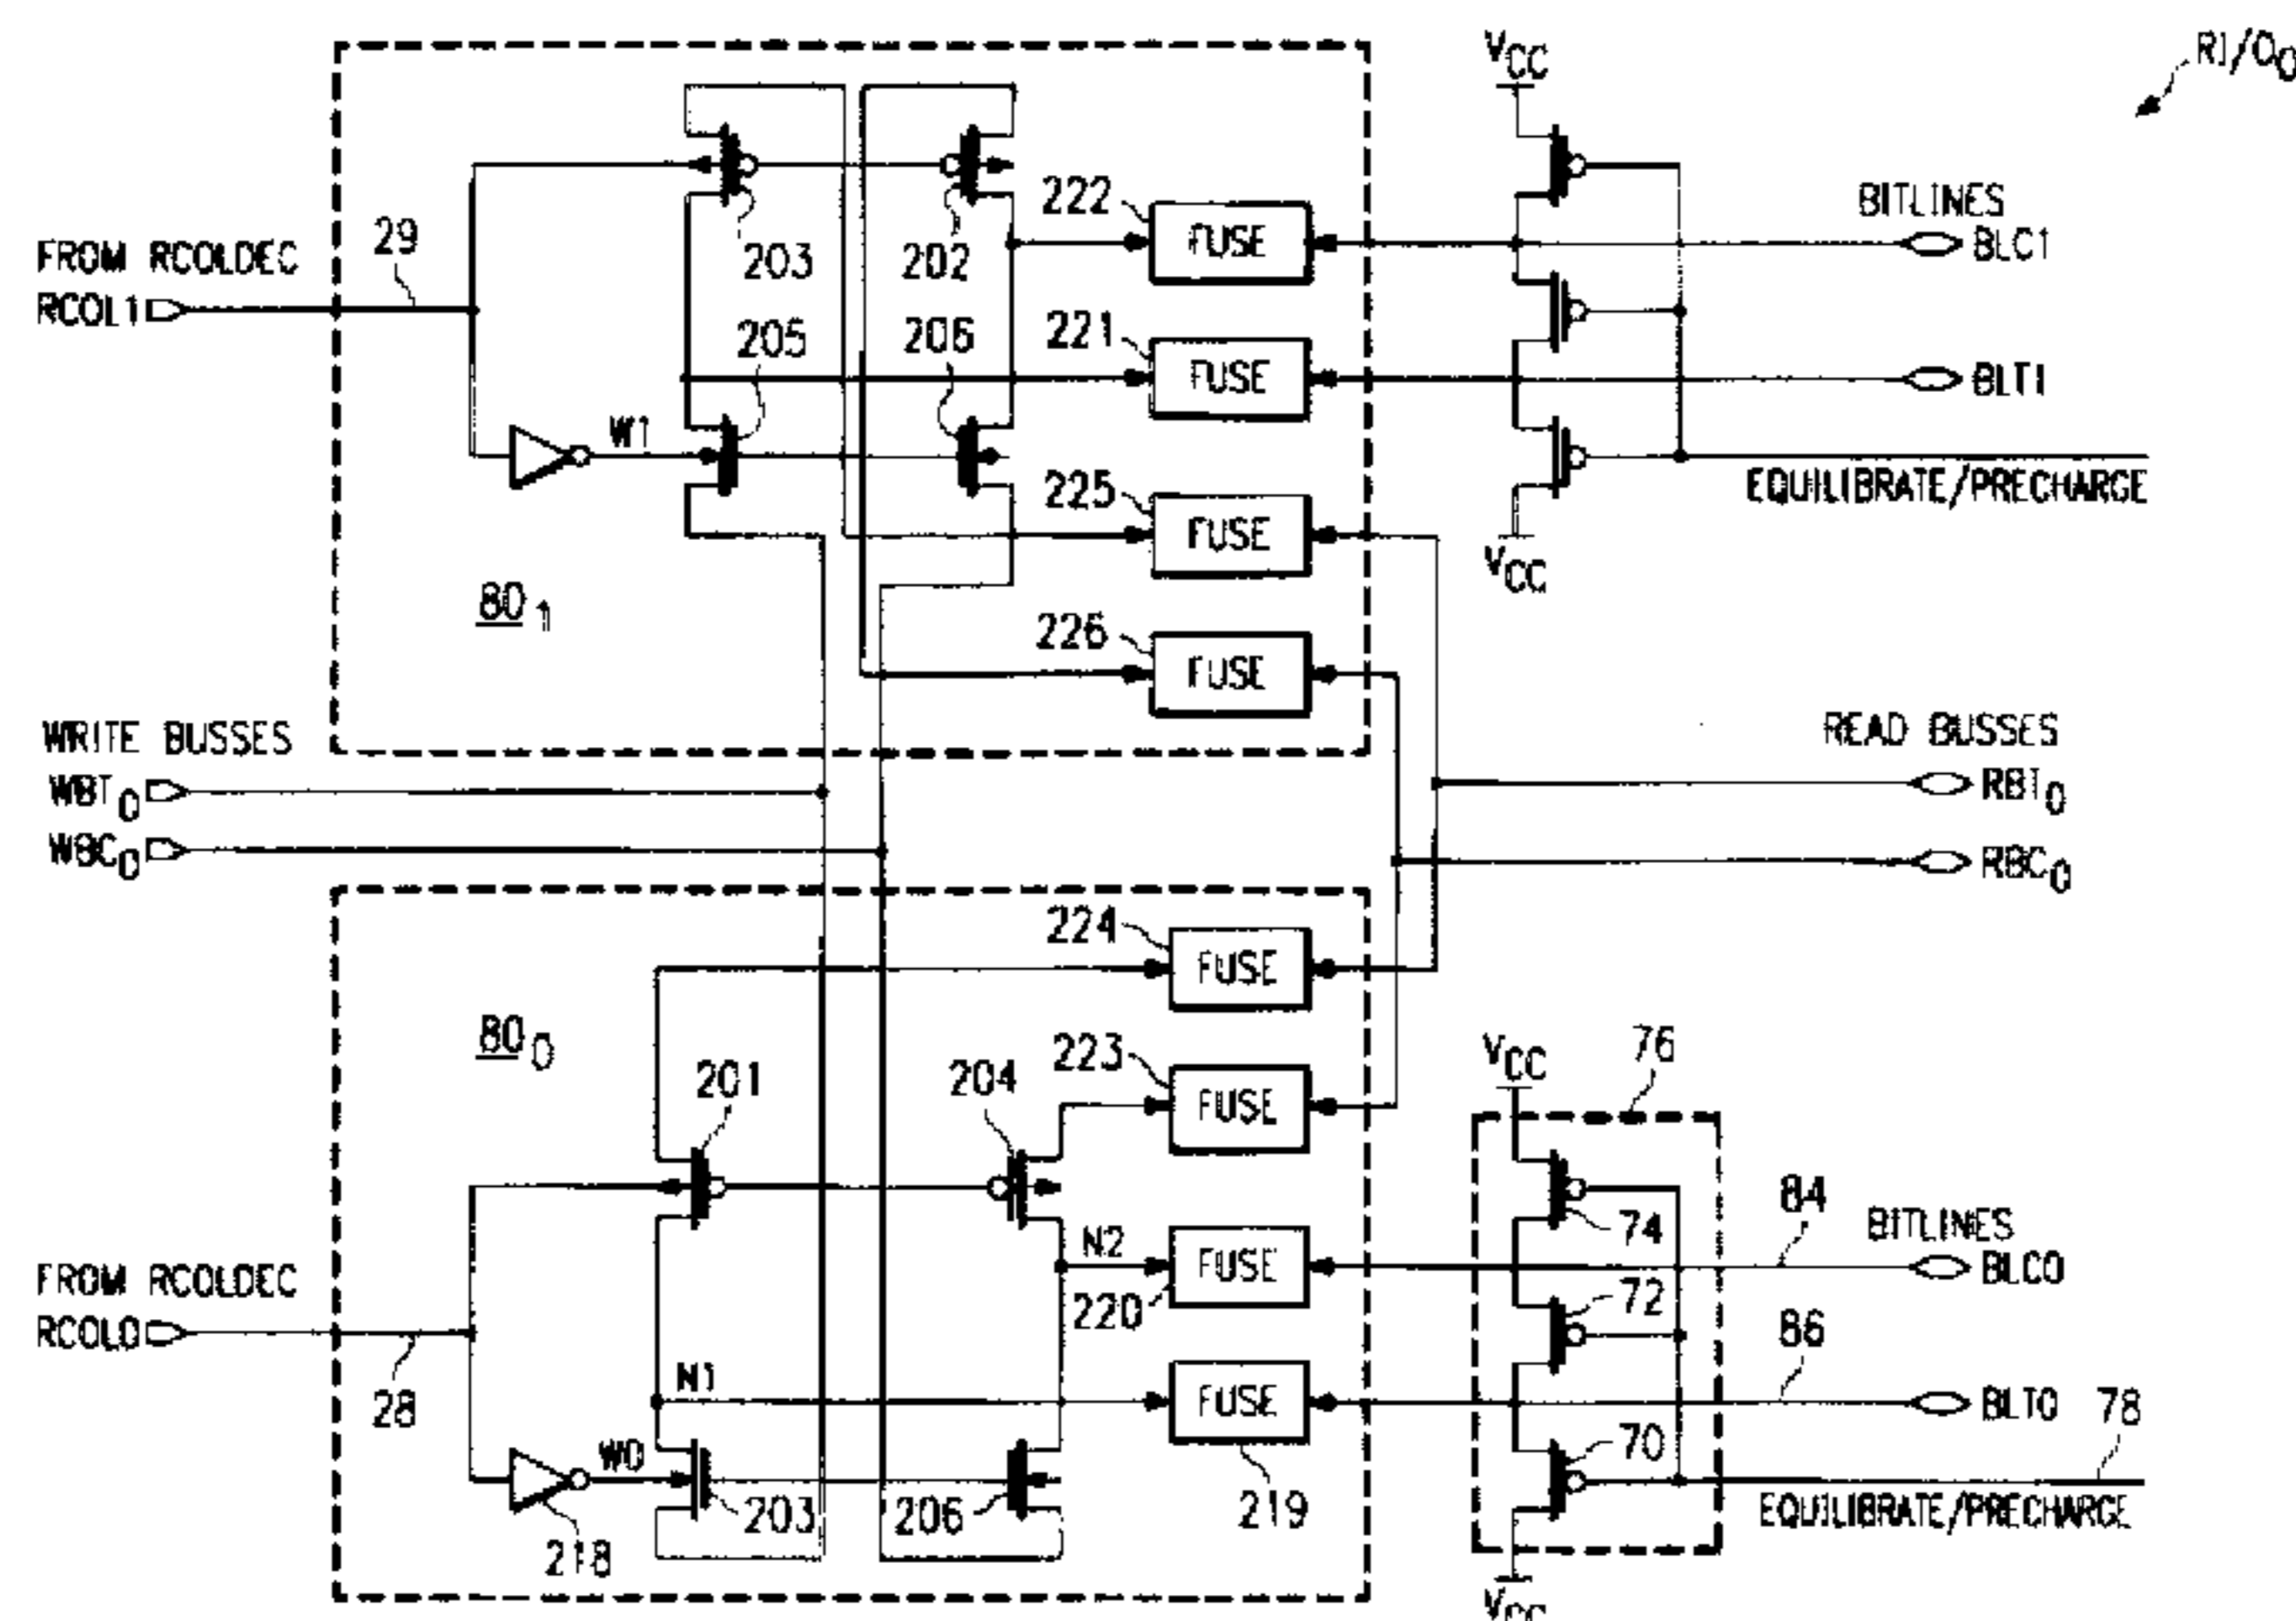 RI/O0
VCC
222
FUSE
BITLINES
BLC1
FROM RCOLDEC
RCOL1
29
203
202
205
206
221
FUSE
BLT1
W1
225
FUSE
EQUILIBRATE/PRECHARGE
VCC
80 1
226
FUSE
WRITE BUSSES
WBT0
WBC0
READ BUSSES
RBT0
RBC0
224
FUSE
80 0
201
204
223
FUSE
VCC
76
74
84
BITLINES
BLC0
N2
FUSE
220
72
FROM RCOLDEC
RCOL0
28
86
N1
FUSE
BLT0
78
W0
218
203
206
219
70
EQUILIBRATE/PRECHARGE
VCC